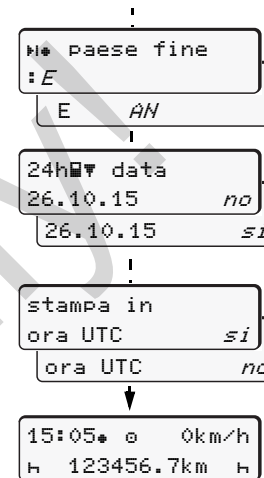 paese fine
:E
E AN
24h data
26.10.15 no
26.10.15 si
stampa in
ora UTC si
ora UTC no
15:05 0km/h
h 123456.7km h